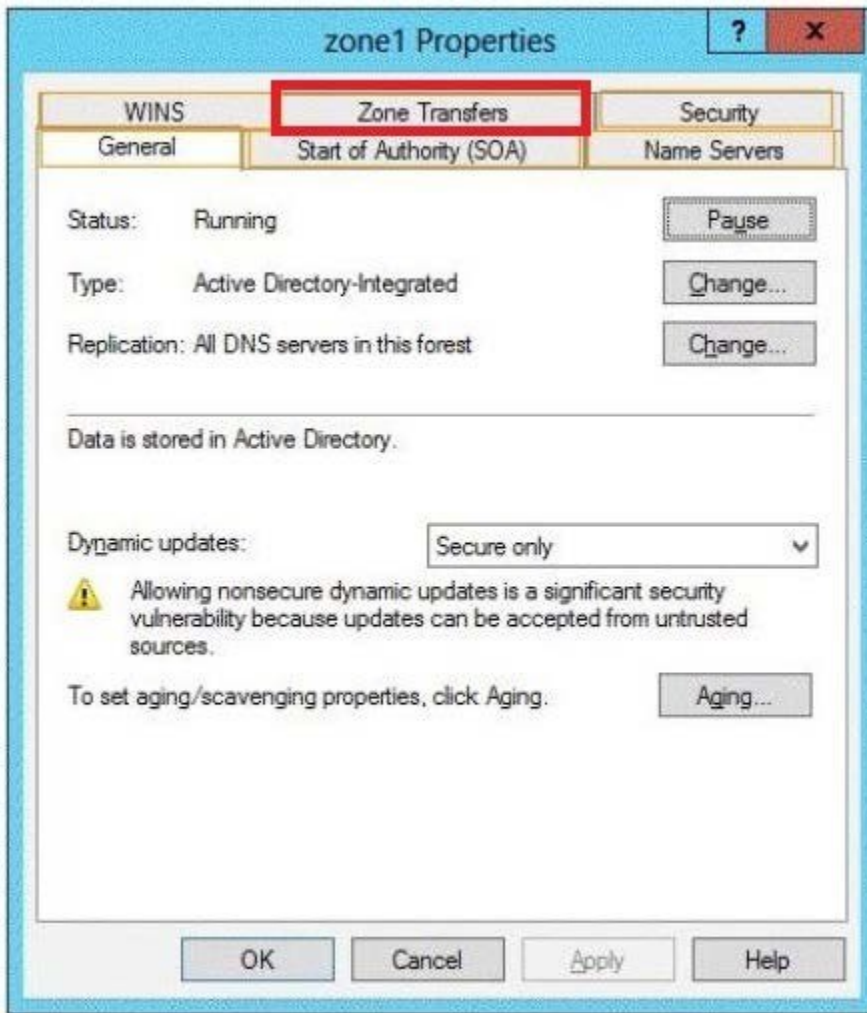 zone1 Properties
?
x
WINS
Zone Transfers
Security
General
Start of Authority (SOA)
Name Servers
Status: Running
Pause
Type: Active Directory-Integrated
Change...
Replication: All DNS servers in this forest
Change...
Data is stored in Active Directory.
Dynamic updates:
Secure only
Allowing nonsecure dynamic updates is a significant security
vulnerability because updates can be accepted from untrusted
sources.
To set aging/scavenging properties, click Aging.
Aging...
OK
Cancel
Apply
Help